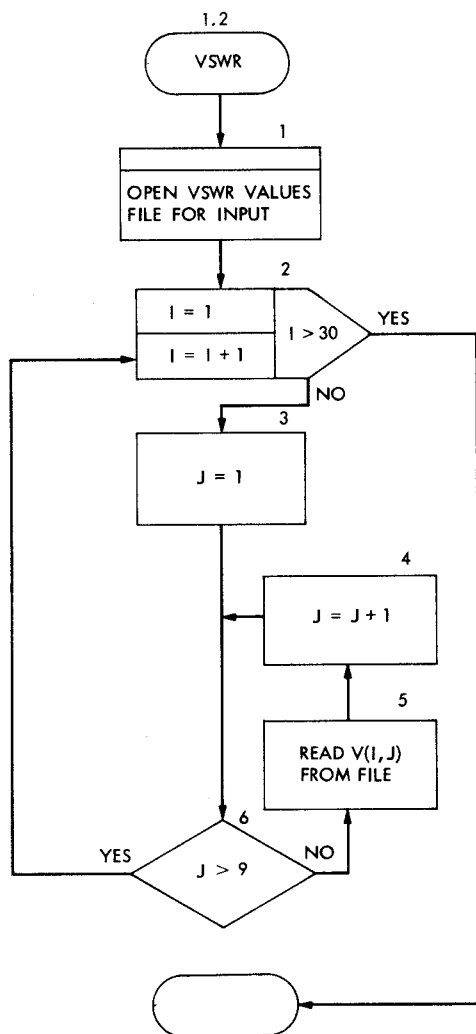 1.2
VSWR
1
OPEN VSWR VALUES
FILE FOR INPUT
2
I = 1
I = I + 1
I > 30
YES
NO
3
J = 1
4
J = J + 1
5
READ V(I,J)
FROM FILE
6
YES
J > 9
NO